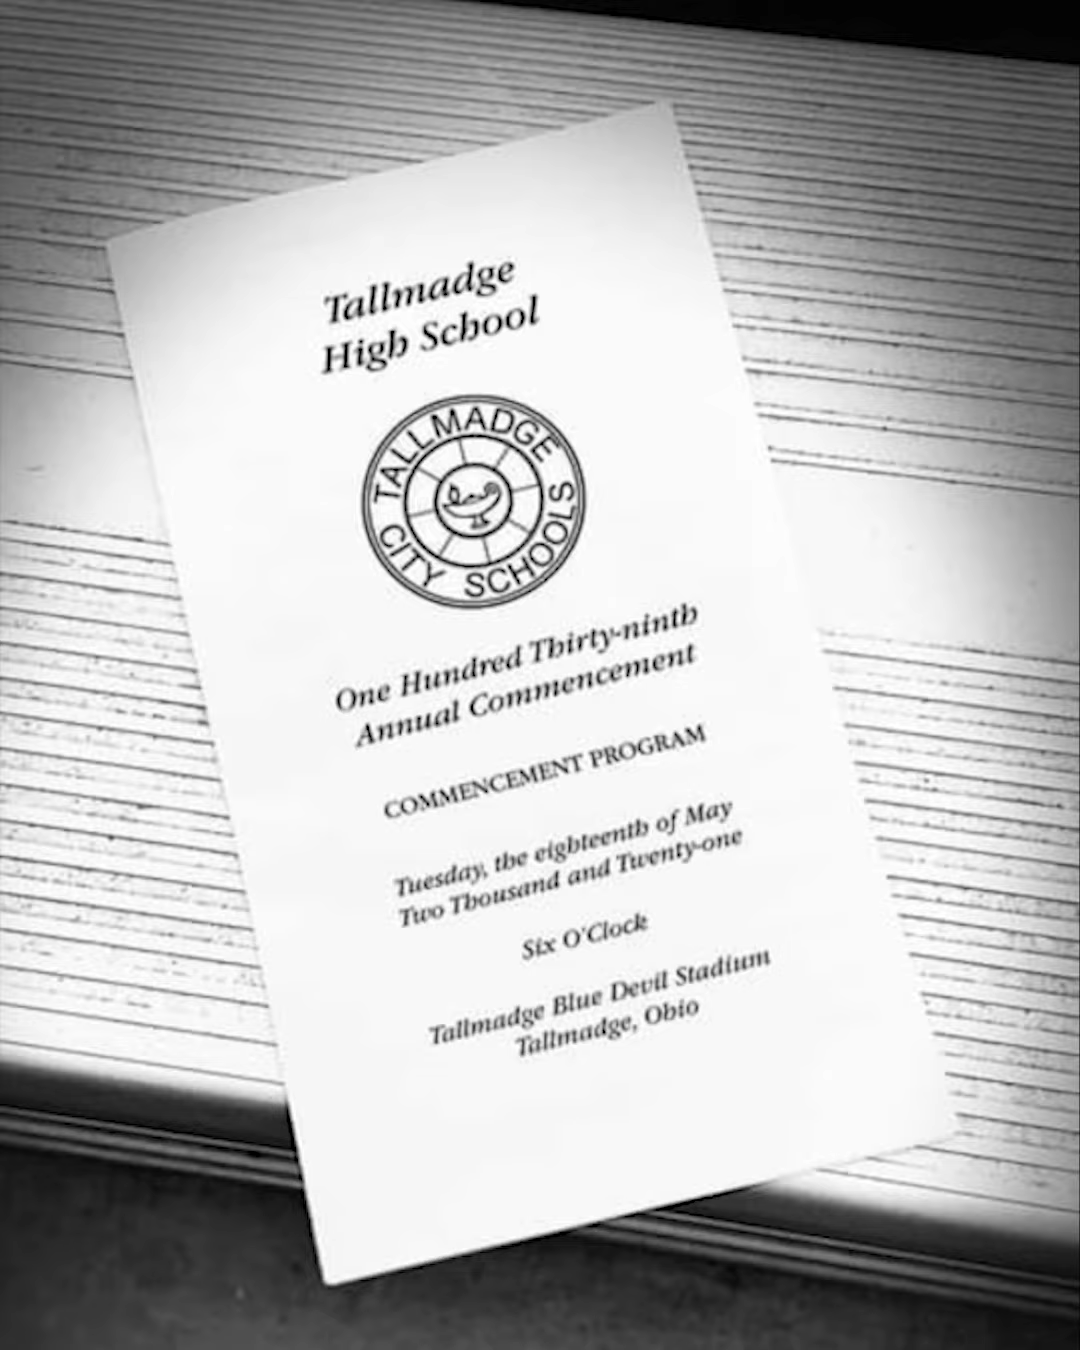 Tallmadge
High School
TALLMADGE
CITY SCHOOLS
One Hundred Thirty-ninth
Annual Commencement
COMMENCEMENT PROGRAM
Tuesday, the eighteenth of May
Two Thousand and Twenty-one
Six O'Clock
Tallmadge Blue Devil Stadium
Tallmadge, Ohio